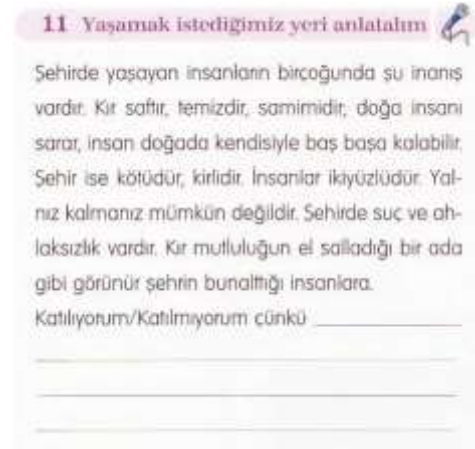 11 Yaşamak istediğimiz yeri anlatalım
Şehirde yaşayan insanların birçoğunda şu inanış
vardır. Kır saftır, temizdir, samimidir, doğa insanı
sarar, insan doğada kendisiyle baş başa kalabilir.
Şehir ise kötüdür, kirlidir. İnsanlar ikiyüzlüdür. Yal-
nız kalmanız mümkün değildir. Şehirde suç ve ah-
laksızlık vardır. Kır mutluluğun el salladığı bir ada
gibi görünür şehrin bunalttığı insanlara.
Katılıyorum/Katılmıyorum çünkü